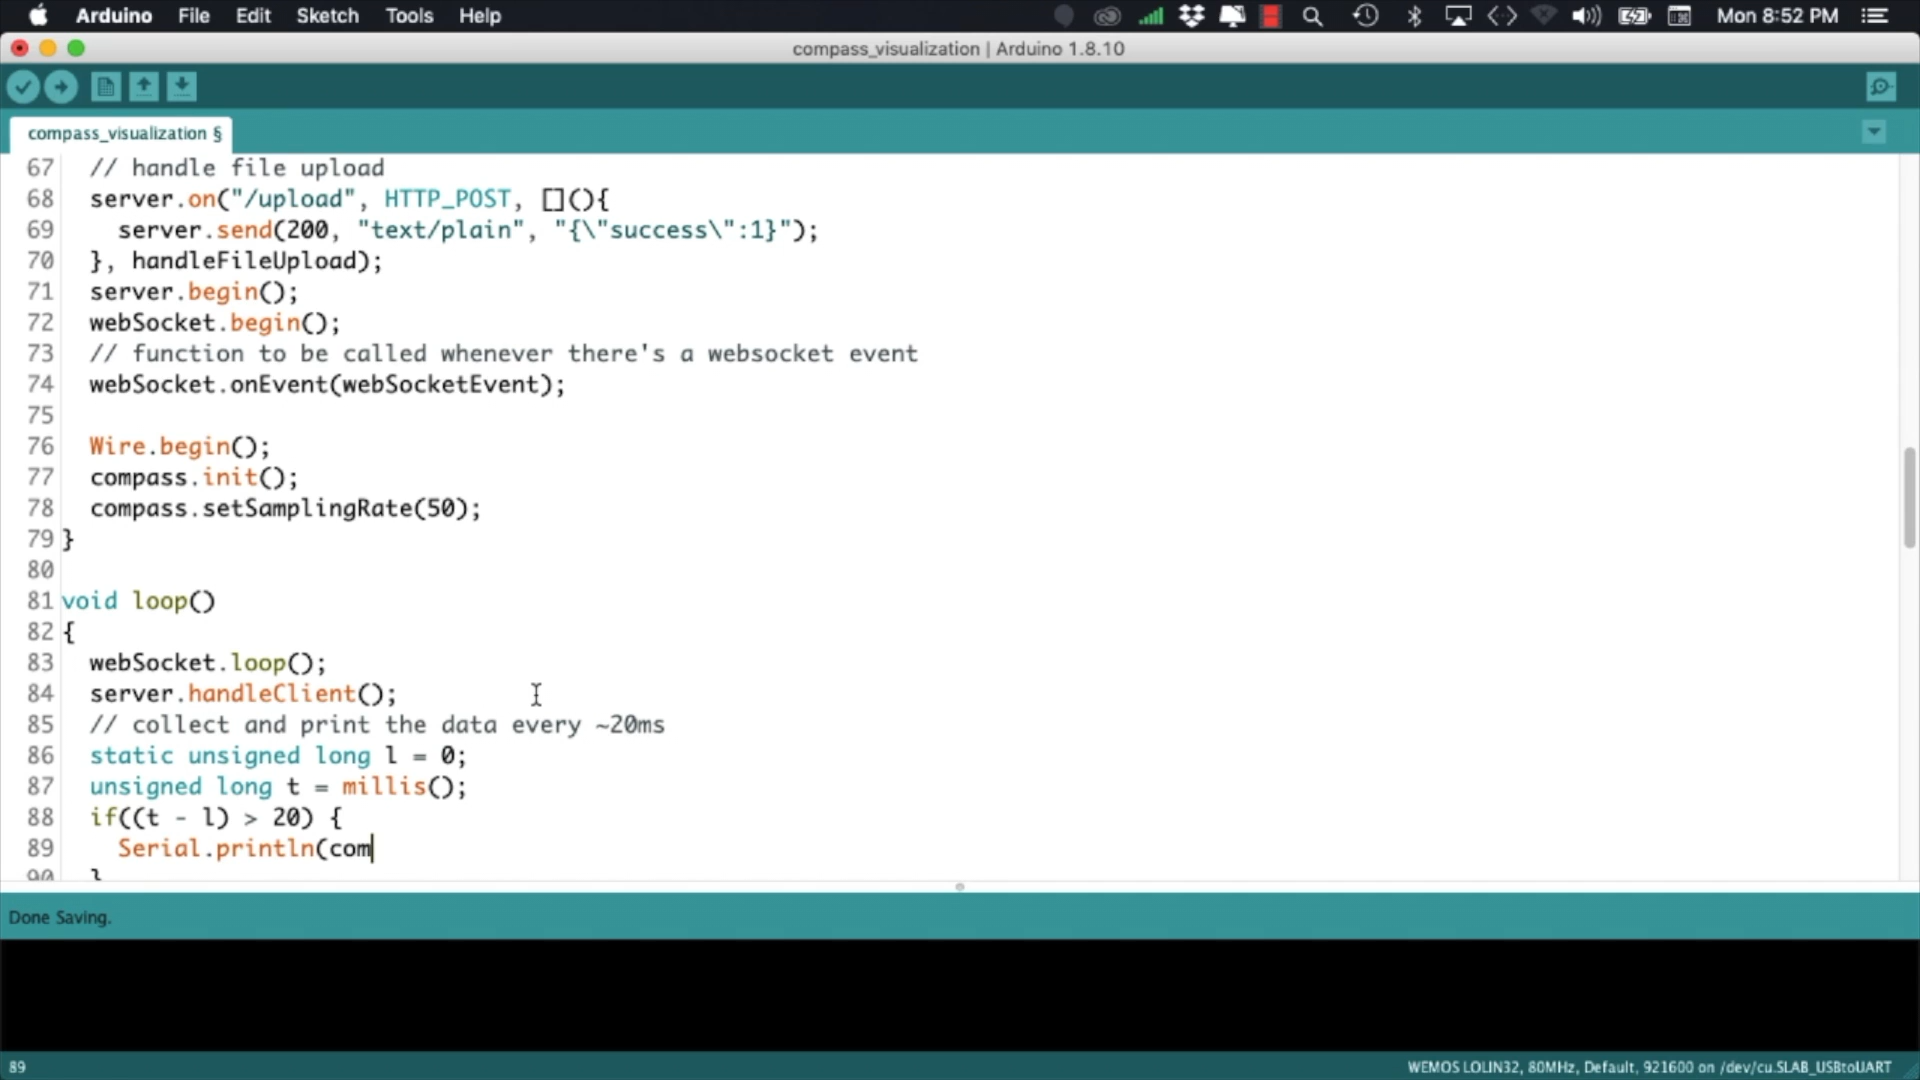 Arduino File Edit Sketch Tools Help Mon 8:52 PM
compass_visualization | Arduino 1.8.10
compass_visualization §
67 // handle file upload
68 server.on("/upload", HTTP_POST, [](){
69 server.send(200, "text/plain", "{\"success\":1}");
70 }, handleFileUpload);
71 server.begin();
72 webSocket.begin();
73 // function to be called whenever there's a websocket event
74 webSocket.onEvent(webSocketEvent);
75
76 Wire.begin();
77 compass.init();
78 compass.setSamplingRate(50);
79 }
80
81 void loop()
82 {
83 webSocket.loop();
84 server.handleClient();
85 // collect and print the data every ~20ms
86 static unsigned long l = 0;
87 unsigned long t = millis();
88 if((t - l) > 20) {
89 Serial.println(com
90 }
Done Saving.
89 WEMOS LOLIN32, 80MHz, Default, 921600 on /dev/cu.SLAB_USBtoUART